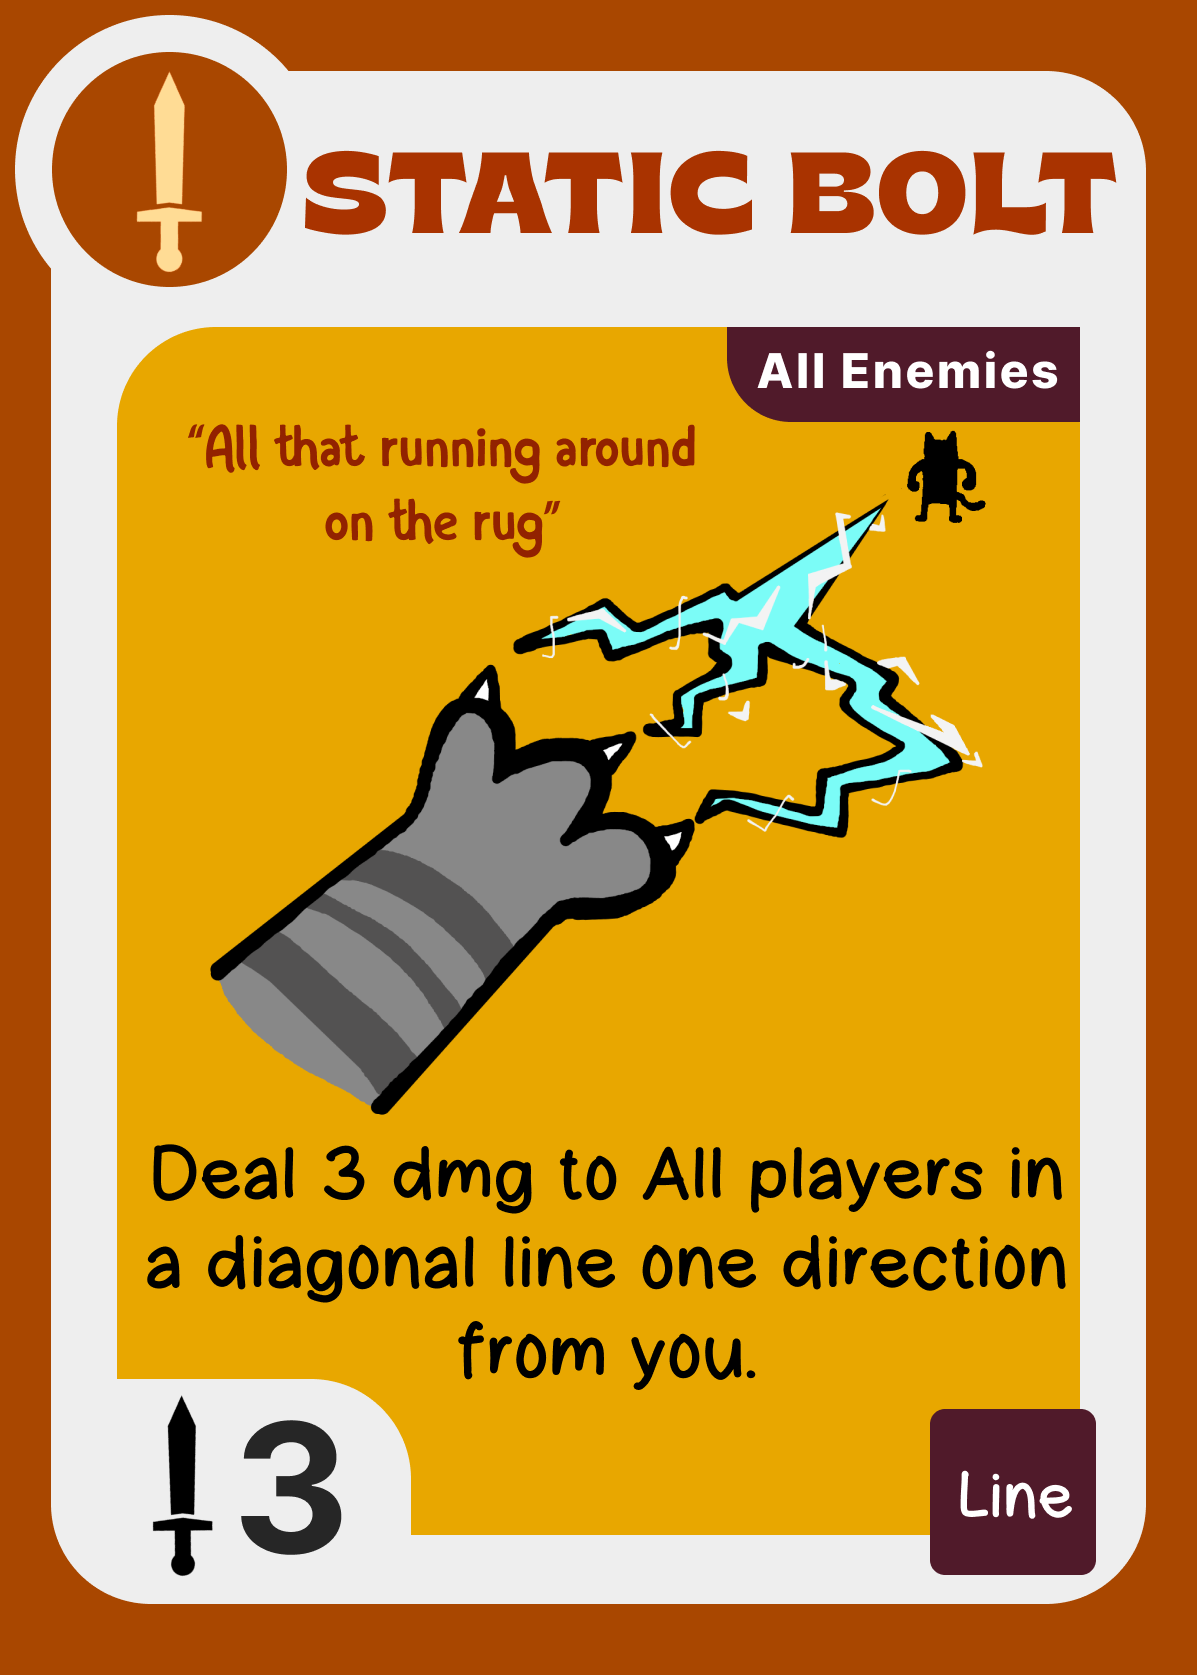 STATIC BOLT
All Enemies
“All that running around
on the rug”
Deal 3 dmg to All players in
a diagonal line one direction
from you.
3
Line